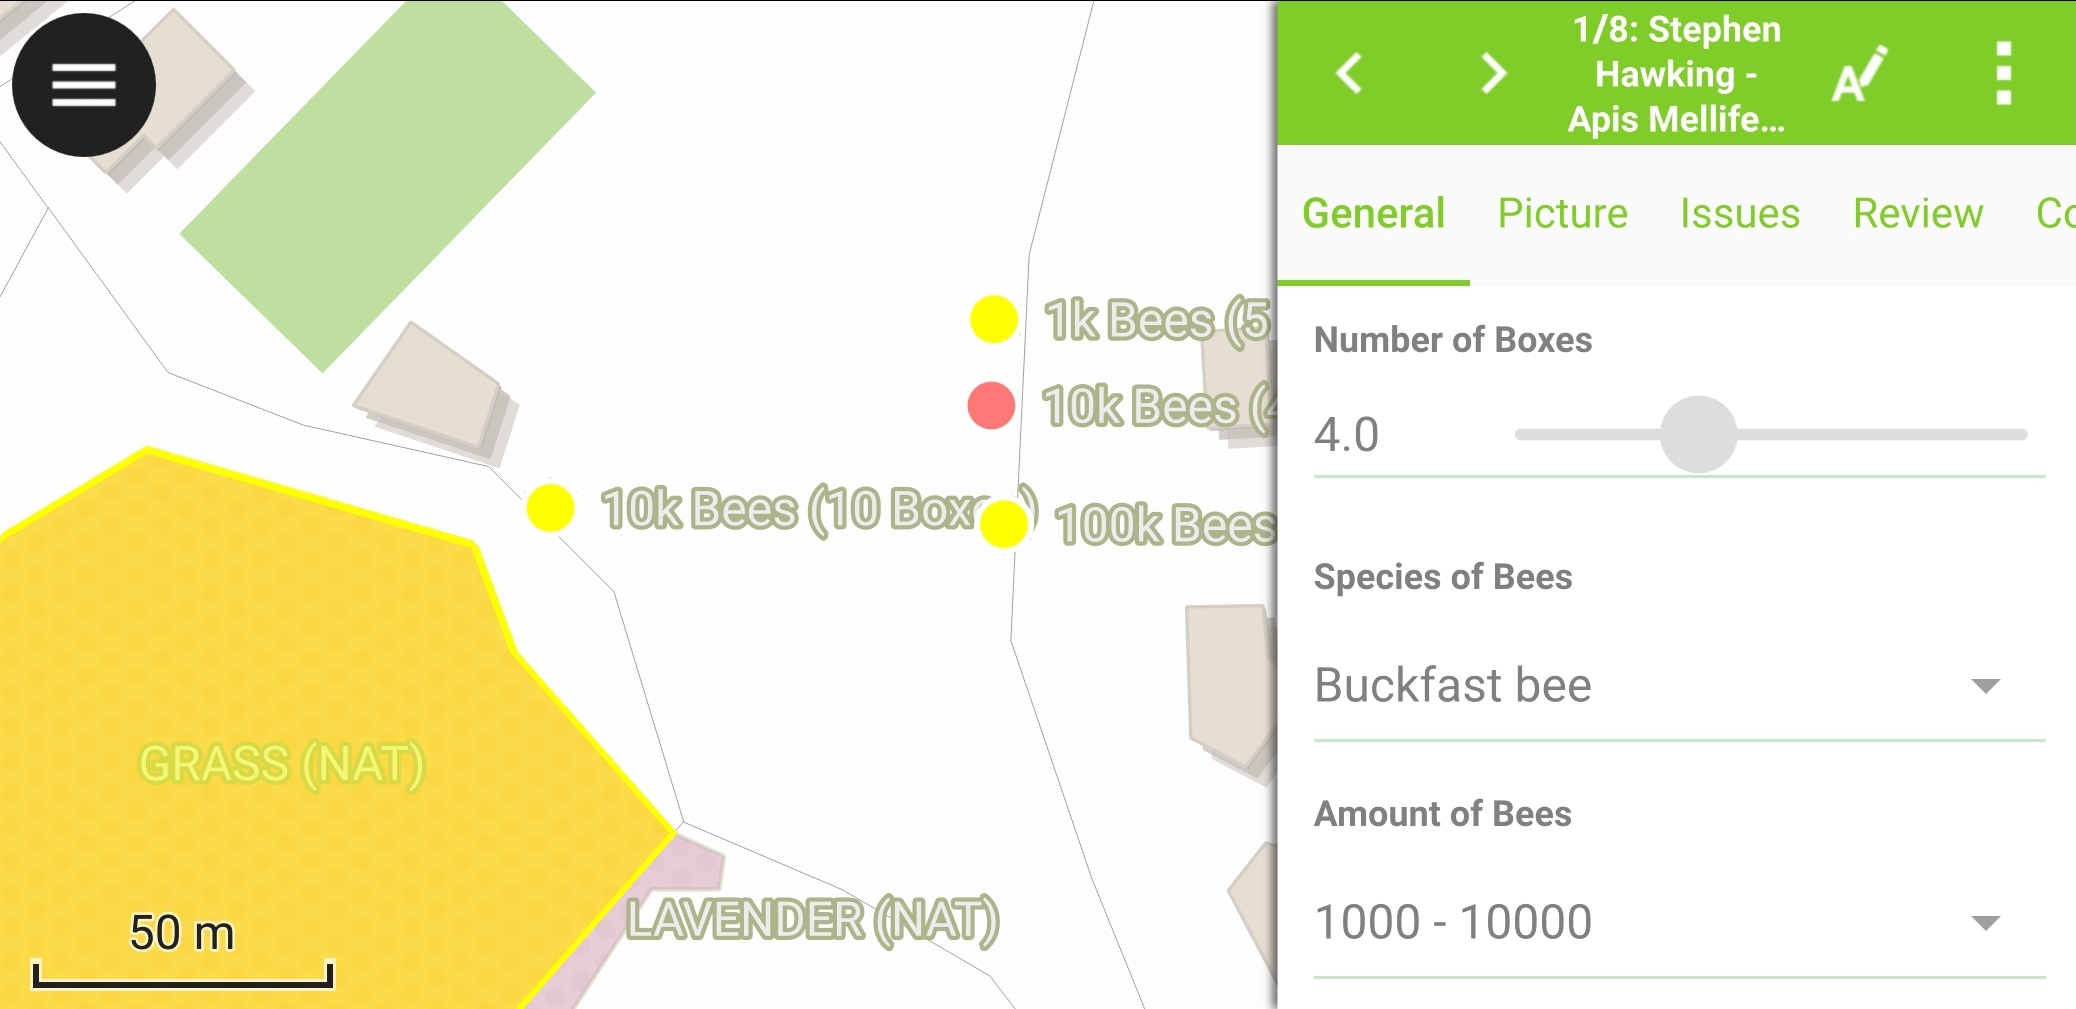 1/8: Stephen
Hawking -
Apis Mellife...
General Picture Issues Review Co
Number of Boxes
4.0
Species of Bees
Buckfast bee
Amount of Bees
1000 - 10000
1k Bees (5
10k Bees (4
10k Bees (10 Boxe )
100k Bees
GRASS (NAT)
LAVENDER (NAT)
50 m